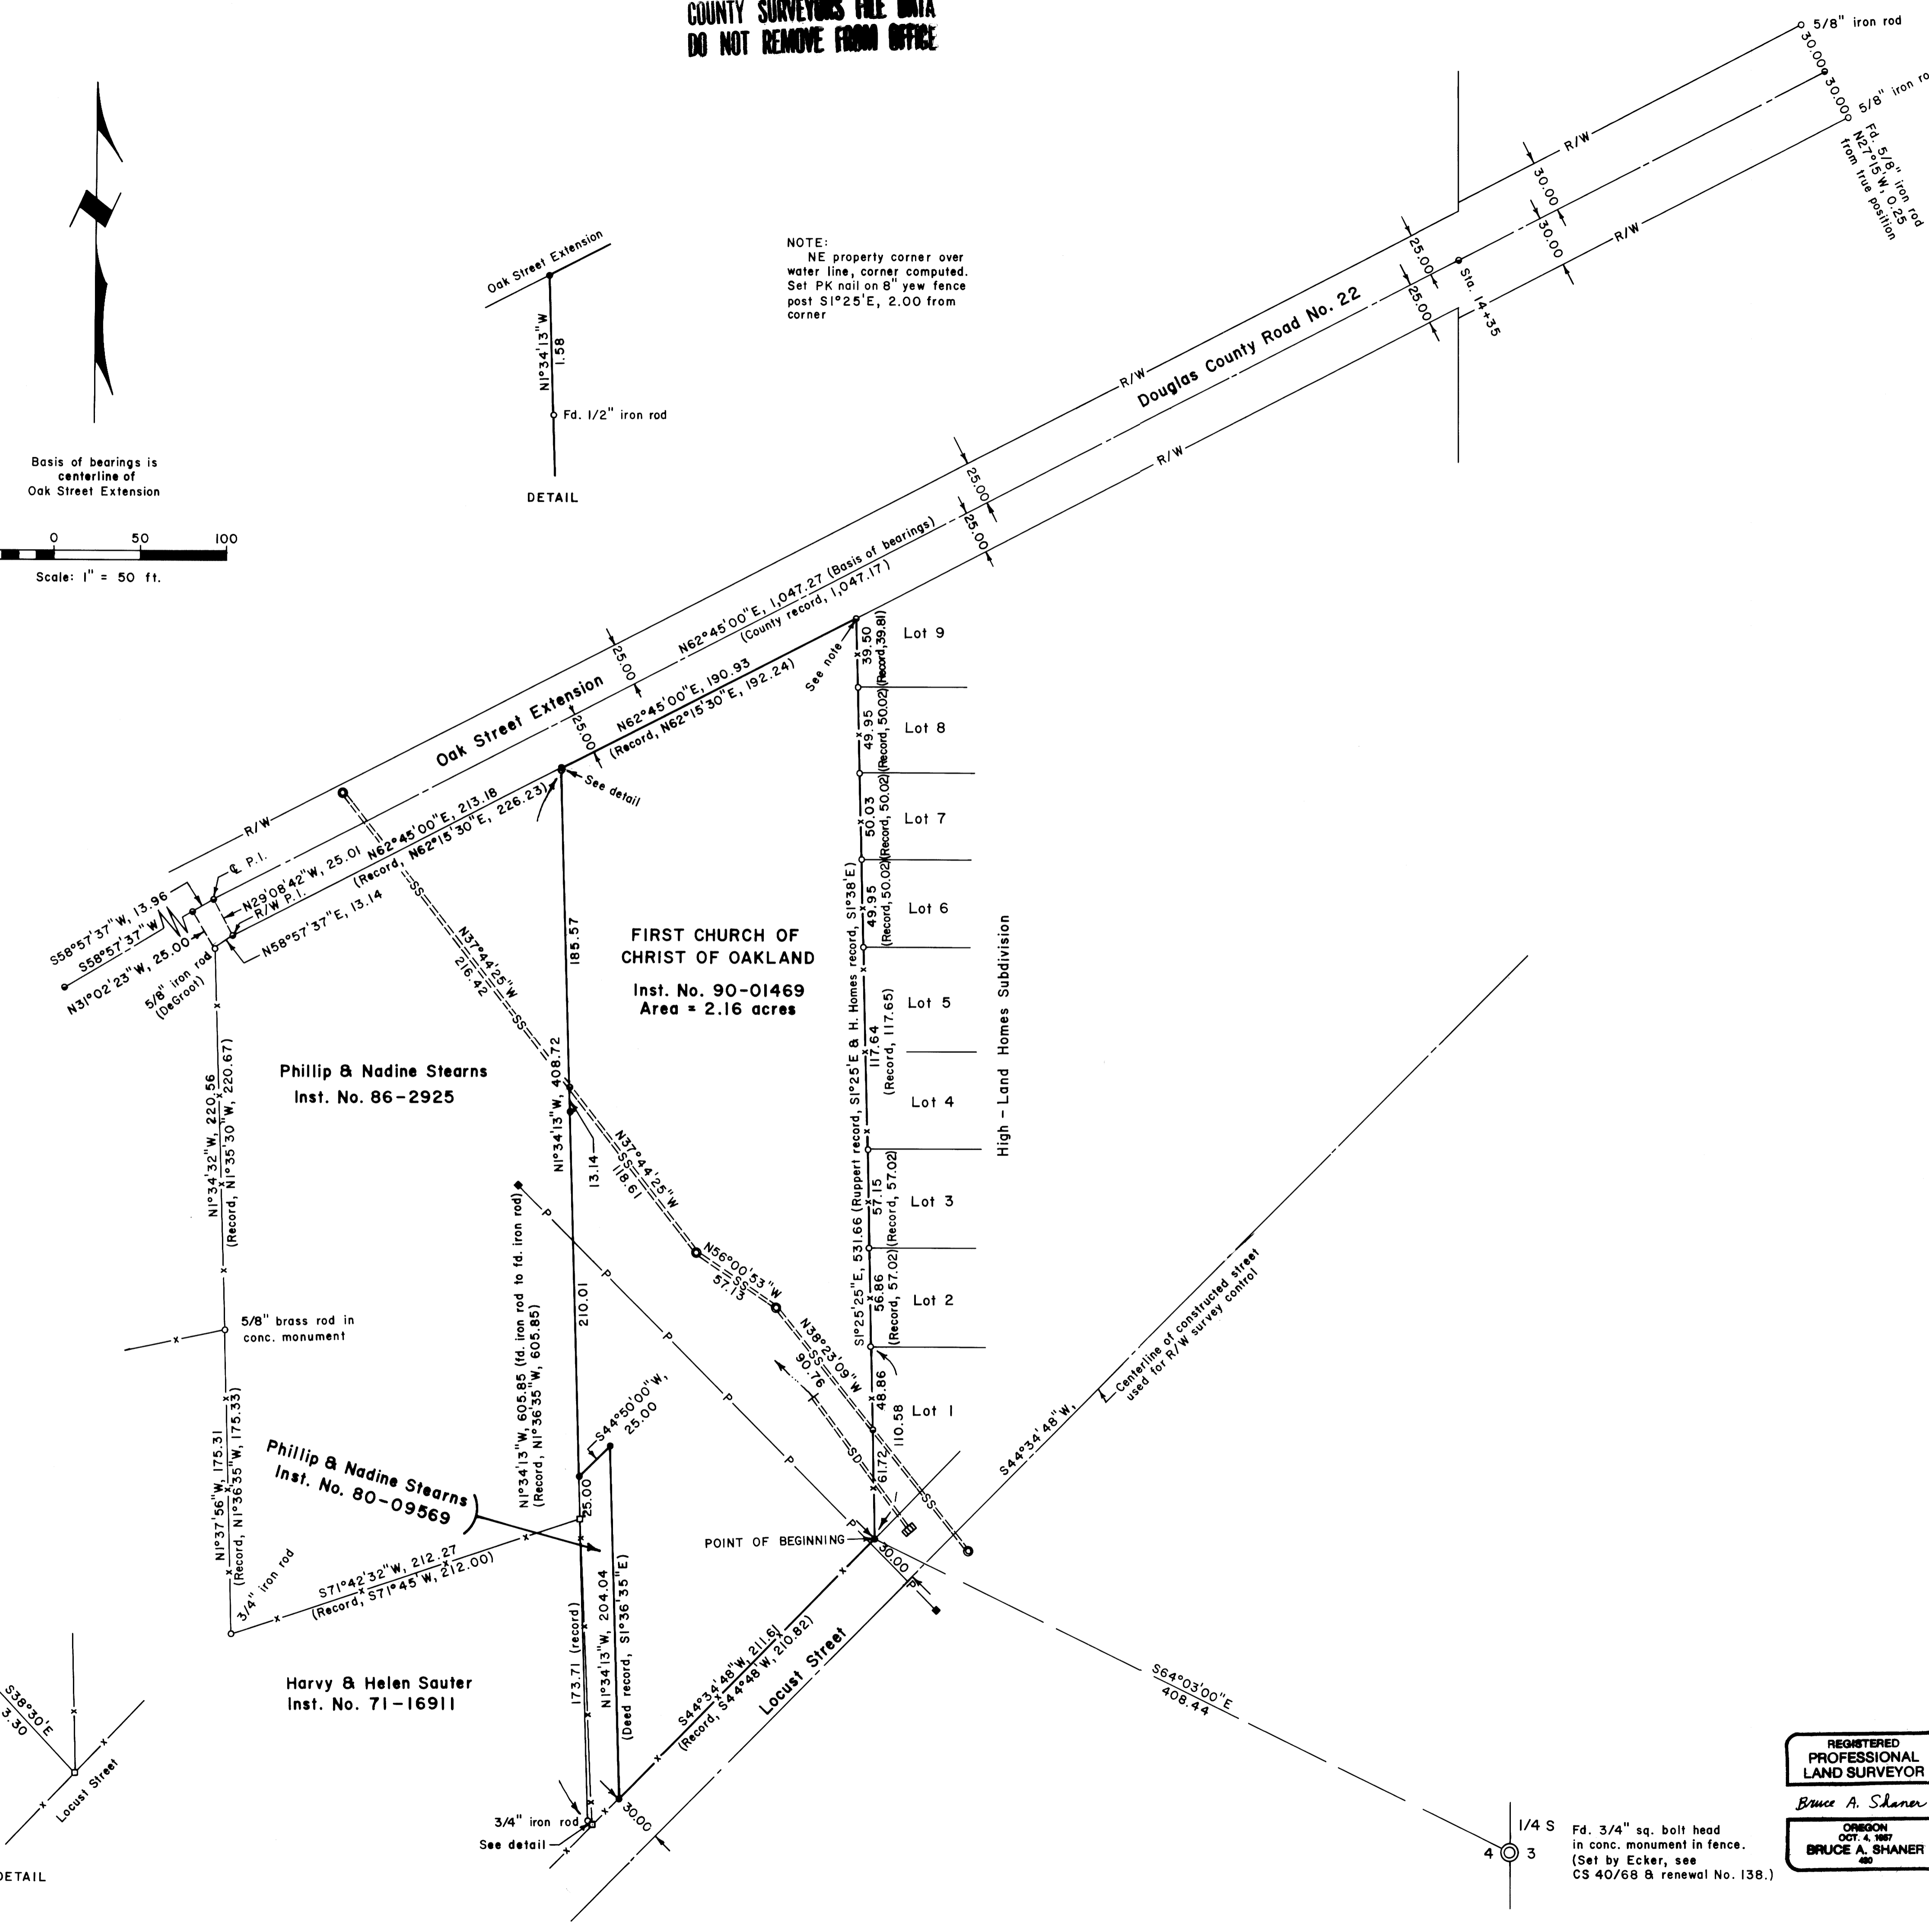 COUNTY SURVEYORS FILE DATA
DO NOT REMOVE FROM OFFICE
5/8" iron rod
30.00
30.00
5/8" iron ro
Fd. 5/8" iron rod
N27°15'W, 0.25
from true position
R/W
30.00
30.00
R/W
25.00
25.00
Sta. 14+35
Douglas County Road No. 22
R/W
R/W
Oak Street Extension
N1°34'13"W
1.58
Fd. 1/2" iron rod
DETAIL
NOTE:
NE property corner over
water line, corner computed.
Set PK nail on 8" yew fence
post S1°25'E, 2.00 from
corner
Basis of bearings is
centerline of
Oak Street Extension
0 50 100
Scale: 1" = 50 ft.
25.00
25.00
N62°45'00"E, 1,047.27 (Basis of bearings)
(County record, 1,047.17)
25.00
25.00
Oak Street Extension
N62°45'00"E, 190.93
(Record, N62°15'30"E, 192.24)
See note
See detail
R/W
℄ P.I.
N62°45'00"E, 213.18
(Record, N62°15'30"E, 226.23)
N29°08'42"W, 25.01
R/W P.I.
N58°57'37"E, 13.14
S58°57'37"W, 13.96
S58°57'37"W
N31°02'23"W, 25.00
5/8" iron rod
(DeGroot)
Lot 9
39.50
(Record, 39.81)
Lot 8
49.95
(Record, 50.02)
Lot 7
50.03
(Record, 50.02)
Lot 6
49.95
(Record, 50.02)
Lot 5
117.64
(Record, 117.65)
Lot 4
Lot 3
57.15
(Record, 57.02)
Lot 2
56.86
(Record, 57.02)
Lot 1
48.86
110.58
61.72
S1°25'25"E, 531.66 (Ruppert record, S1°25'E & H. Homes record, S1°38'E)
High-Land Homes Subdivision
FIRST CHURCH OF
CHRIST OF OAKLAND
Inst. No. 90-01469
Area = 2.16 acres
185.57
N1°34'13"W, 408.72
13.14
210.01
SS
N37°44'25"W
216.42
SS
N37°44'25"W
SS
118.61
N56°00'53"W
SS
57.13
N38°23'09"W
SS
90.76
SD
SS
P
P
P
P
P
P
P
Phillip & Nadine Stearns
Inst. No. 86-2925
N1°34'32"W, 220.56
(Record, N1°35'30"W, 220.67)
5/8" brass rod in
conc. monument
N1°37'56"W, 175.31
(Record, N1°36'35"W, 175.33)
3/4" iron rod
N1°34'13"W, 605.85 (fd. iron rod to fd. iron rod)
(Record, N1°36'35"W, 605.85)
S44°50'00"W,
25.00
25.00
Phillip & Nadine Stearns
Inst. No. 80-09569
S71°42'32"W, 212.27
(Record, S71°45'W, 212.00)
173.71 (record)
N1°34'13"W, 204.04
(Deed record, S1°36'35"E)
Harvy & Helen Sauter
Inst. No. 71-16911
POINT OF BEGINNING
30.00
S44°34'48"W, 211.61
(Record, S44°48'W, 210.82)
Locust Street
S44°34'48"W,
Centerline of constructed street
used for R/W survey control
S64°03'00"E
408.44
3/4" iron rod
See detail
30.00
S38°30'E
3.30
Locust Street
DETAIL
1/4 S
4 3
Fd. 3/4" sq. bolt head
in conc. monument in fence.
(Set by Ecker, see
CS 40/68 & renewal No. 138.)
REGISTERED
PROFESSIONAL
LAND SURVEYOR
Bruce A. Shaner
OREGON
OCT. 4, 1957
BRUCE A. SHANER